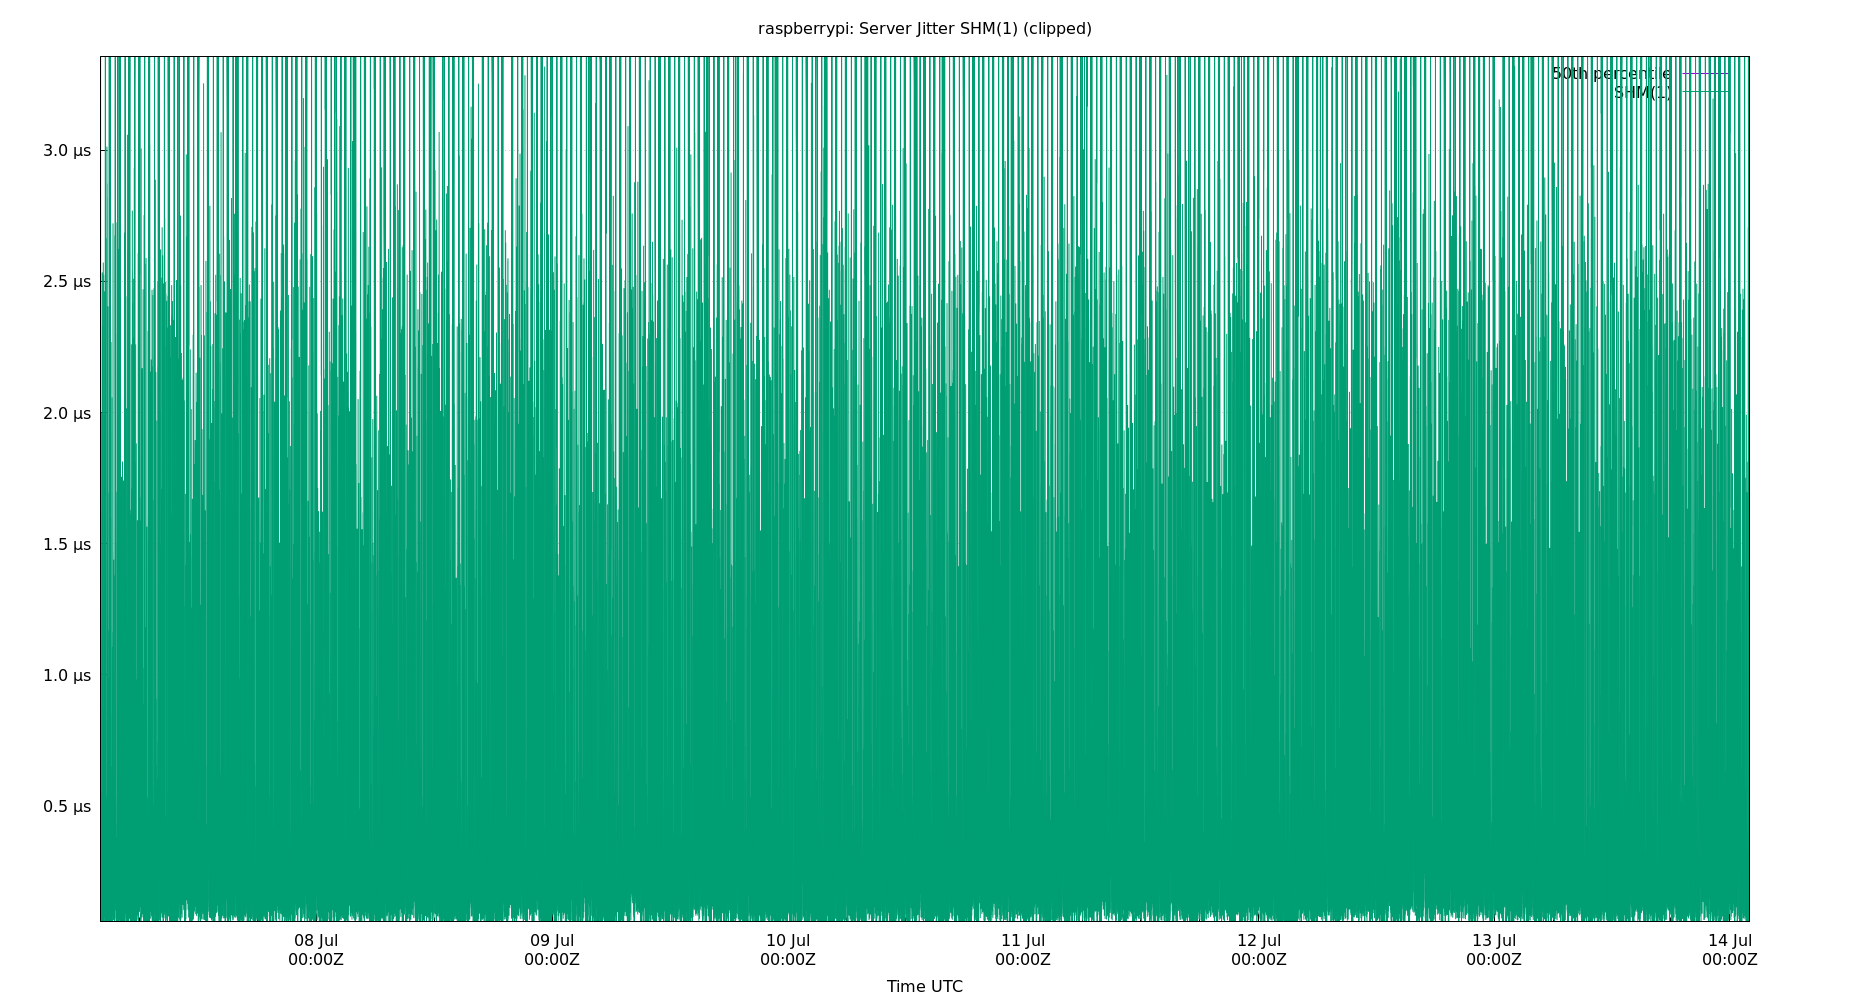 raspberrypi: Server Jitter SHM(1) (clipped)
50th percentile
SHM(1)
3.0 µs
2.5 µs
2.0 µs
1.5 µs
1.0 µs
0.5 µs
08 Jul 09 Jul 10 Jul 11 Jul 12 Jul 13 Jul 14 Jul
00:00Z 00:00Z 00:00Z 00:00Z 00:00Z 00:00Z 00:00Z
Time UTC